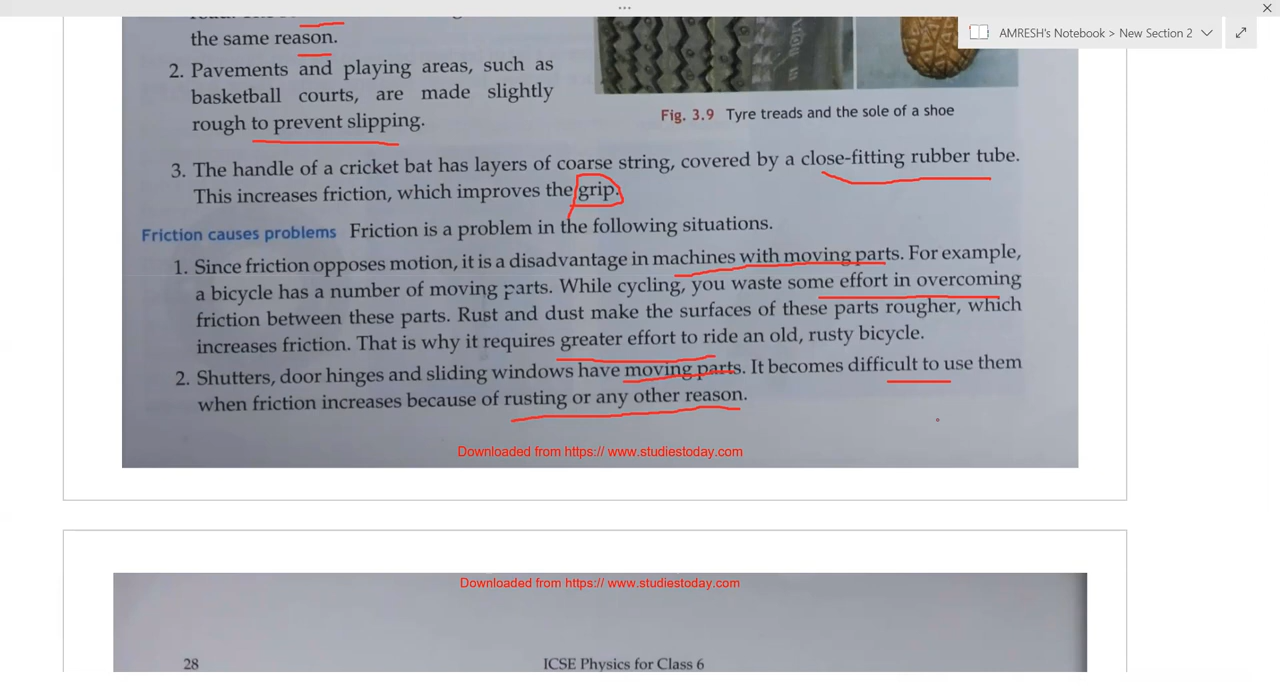 AMRESH's Notebook > New Section 2
the same reason.
2. Pavements and playing areas, such as
basketball courts, are made slightly
rough to prevent slipping.
Fig. 3.9 Tyre treads and the sole of a shoe
3. The handle of a cricket bat has layers of coarse string, covered by a close-fitting rubber tube.
This increases friction, which improves the grip.
Friction causes problems Friction is a problem in the following situations.
1. Since friction opposes motion, it is a disadvantage in machines with moving parts. For example,
a bicycle has a number of moving parts. While cycling, you waste some effort in overcoming
friction between these parts. Rust and dust make the surfaces of these parts rougher, which
increases friction. That is why it requires greater effort to ride an old, rusty bicycle.
2. Shutters, door hinges and sliding windows have moving parts. It becomes difficult to use them
when friction increases because of rusting or any other reason.
Downloaded from https:// www.studiestoday.com
Downloaded from https:// www.studiestoday.com
28 ICSE Physics for Class 6